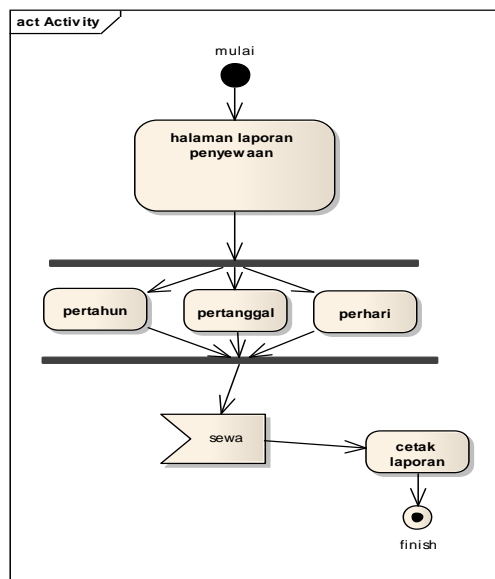 act Activity
mulai
halaman laporan
penyewaan
pertahun
pertanggal
perhari
sewa
cetak
laporan
finish